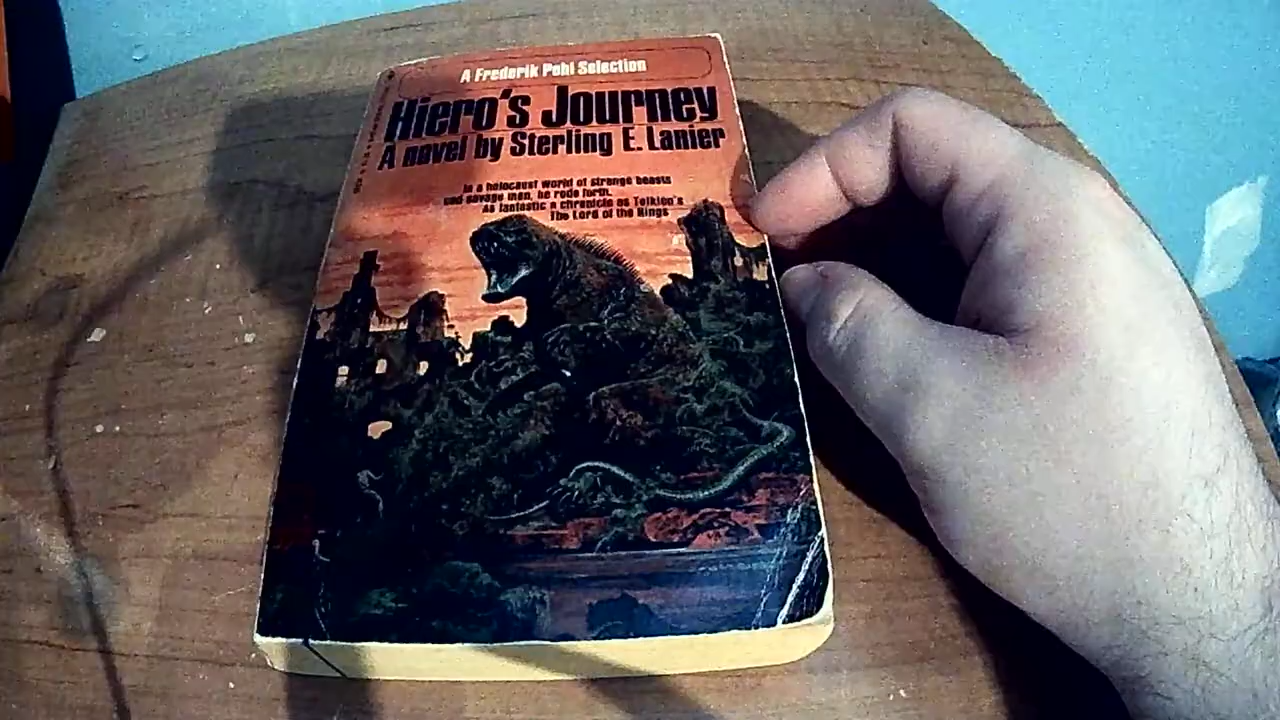 A Frederik Pohl Selection
Hiero's Journey
A novel by Sterling E. Lanier
In a holocaust world of strange beasts
and savage men, he rode forth.
As fantastic a chronicle as Tolkien's
The Lord of the Rings